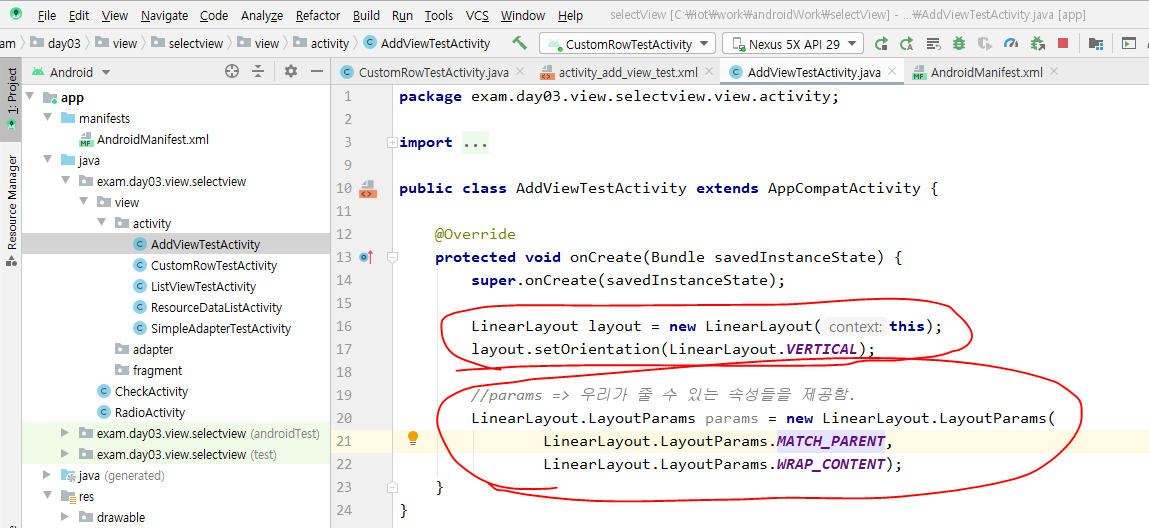 File Edit View Navigate Code Analyze Refactor Build Run Tools VCS Window Help selectView [C:₩iot₩work₩androidWork₩selectView] - ...₩AddViewTestActivity.java [app]
am day03 view selectview view activity AddViewTestActivity CustomRowTestActivity Nexus 5X API 29
1: Project
Resource Manager
Android
app
manifests
AndroidManifest.xml
java
exam.day03.view.selectview
view
activity
AddViewTestActivity
CustomRowTestActivity
ListViewTestActivity
ResourceDataListActivity
SimpleAdapterTestActivity
adapter
fragment
CheckActivity
RadioActivity
exam.day03.view.selectview (androidTest)
exam.day03.view.selectview (test)
java (generated)
res
drawable
CustomRowTestActivity.java activity_add_view_test.xml AddViewTestActivity.java AndroidManifest.xml
1 package exam.day03.view.selectview.view.activity;
2
3 import ...
9
10 public class AddViewTestActivity extends AppCompatActivity {
11
12 @Override
13 protected void onCreate(Bundle savedInstanceState) {
14 super.onCreate(savedInstanceState);
15
16 LinearLayout layout = new LinearLayout( context: this);
17 layout.setOrientation(LinearLayout.VERTICAL);
18
19 //params => 우리가 줄 수 있는 속성들을 제공함.
20 LinearLayout.LayoutParams params = new LinearLayout.LayoutParams(
21 LinearLayout.LayoutParams.MATCH_PARENT,
22 LinearLayout.LayoutParams.WRAP_CONTENT);
23 }
24 }